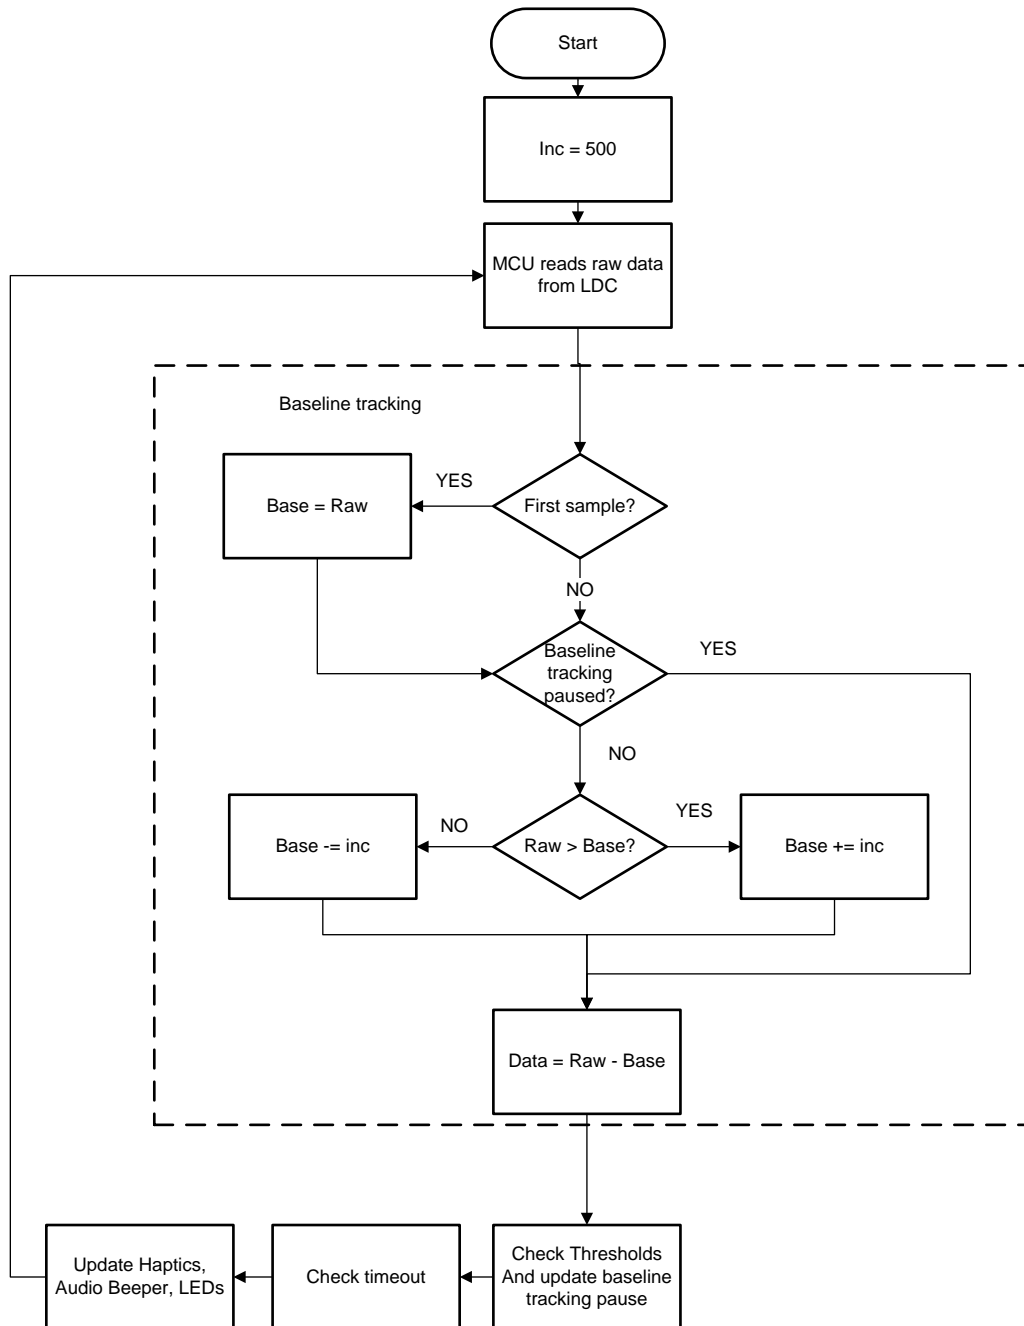 Start
Inc = 500
MCU reads raw data
from LDC
Baseline tracking
YES
Base = Raw
First sample?
NO
Baseline
tracking
paused?
YES
NO
NO
YES
Base -= inc
Raw > Base?
Base += inc
Data = Raw - Base
Update Haptics,
Audio Beeper, LEDs
Check timeout
Check Thresholds
And update baseline
tracking pause